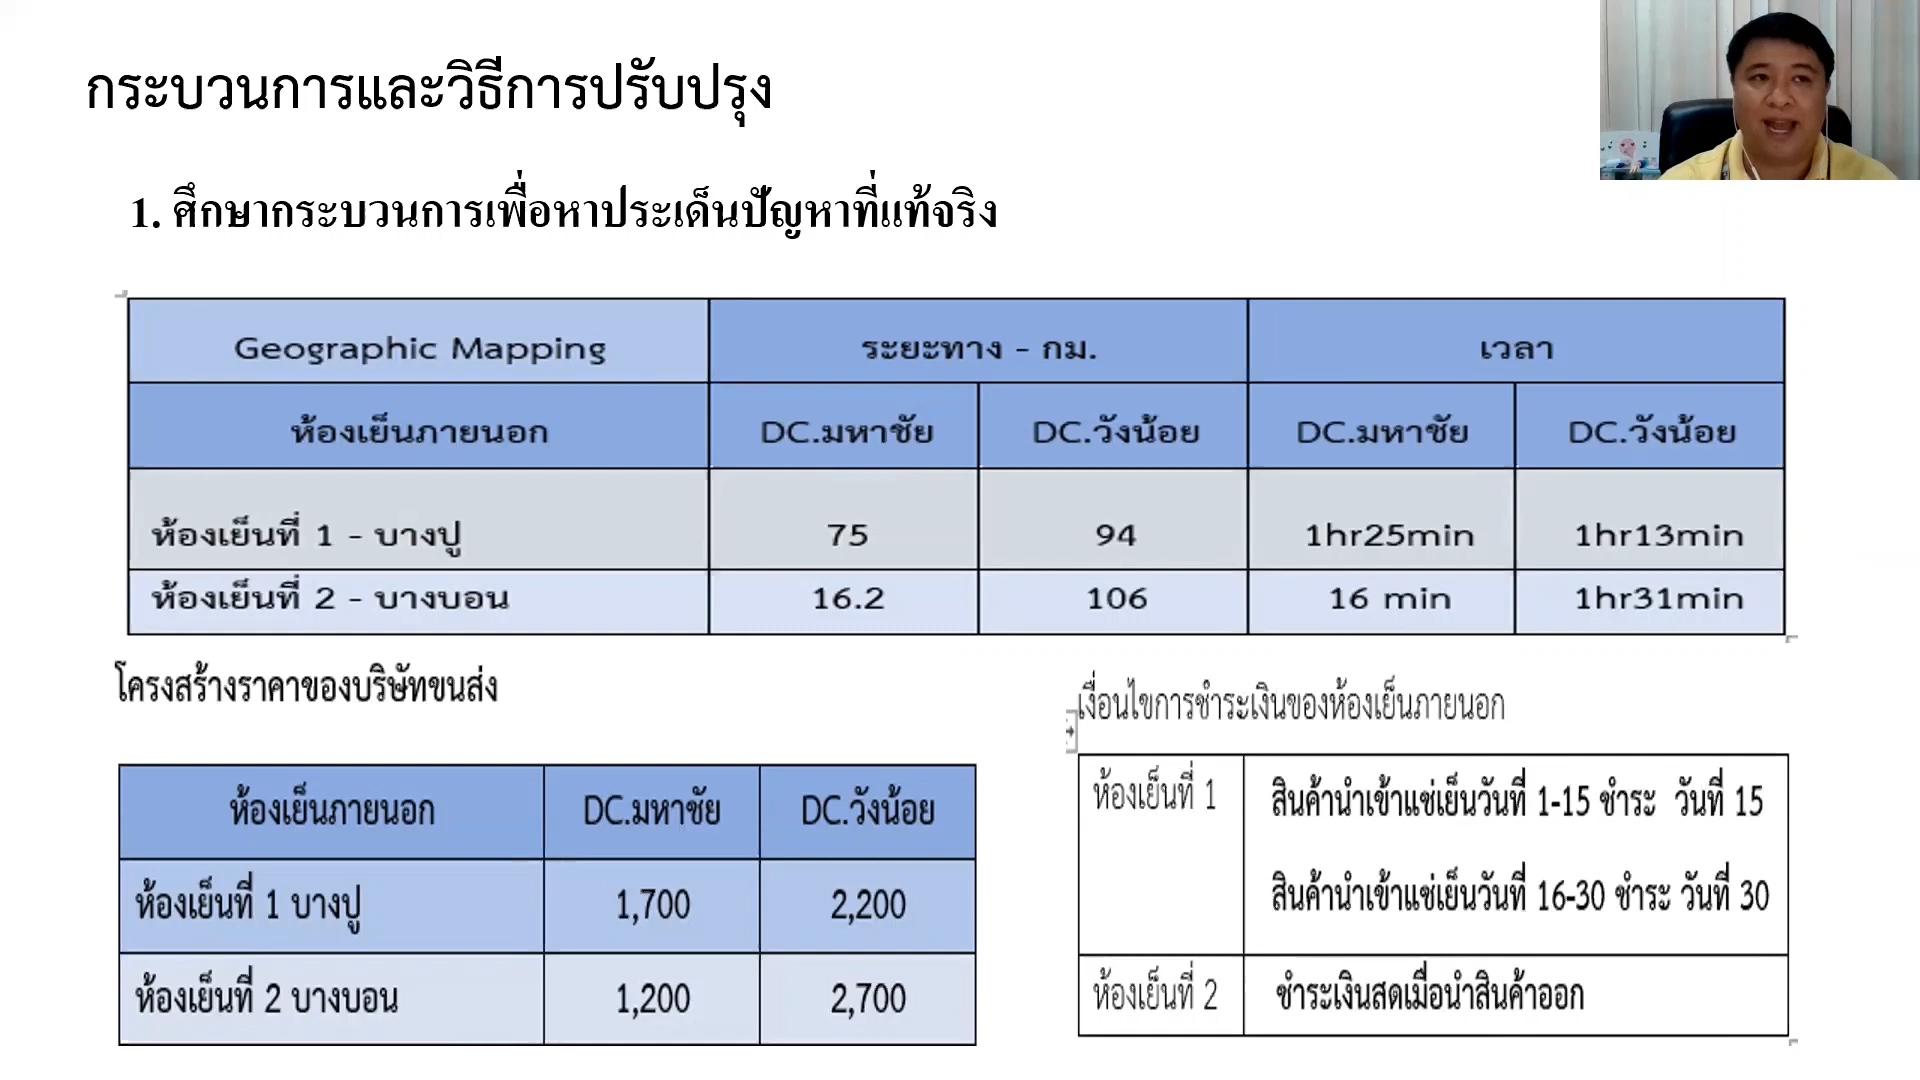 กระบวนการและวิธีการปรับปรุง
1. ศึกษากระบวนการเพื่อหาประเด็นปัญหาที่แท้จริง
Geographic Mapping ระยะทาง - กม. เวลา
ห้องเย็นภายนอก DC.มหาชัย DC.วังน้อย DC.มหาชัย DC.วังน้อย
ห้องเย็นที่ 1 - บางปู 75 94 1hr25min 1hr13min
ห้องเย็นที่ 2 - บางบอน 16.2 106 16 min 1hr31min
โครงสร้างราคาของบริษัทขนส่ง
ห้องเย็นภายนอก DC.มหาชัย DC.วังน้อย
ห้องเย็นที่ 1 บางปู 1,700 2,200
ห้องเย็นที่ 2 บางบอน 1,200 2,700
เงื่อนไขการชำระเงินของห้องเย็นภายนอก
ห้องเย็นที่ 1 สินค้านำเข้าแช่เย็นวันที่ 1-15 ชำระ วันที่ 15
สินค้านำเข้าแช่เย็นวันที่ 16-30 ชำระ วันที่ 30
ห้องเย็นที่ 2 ชำระเงินสดเมื่อนำสินค้าออก